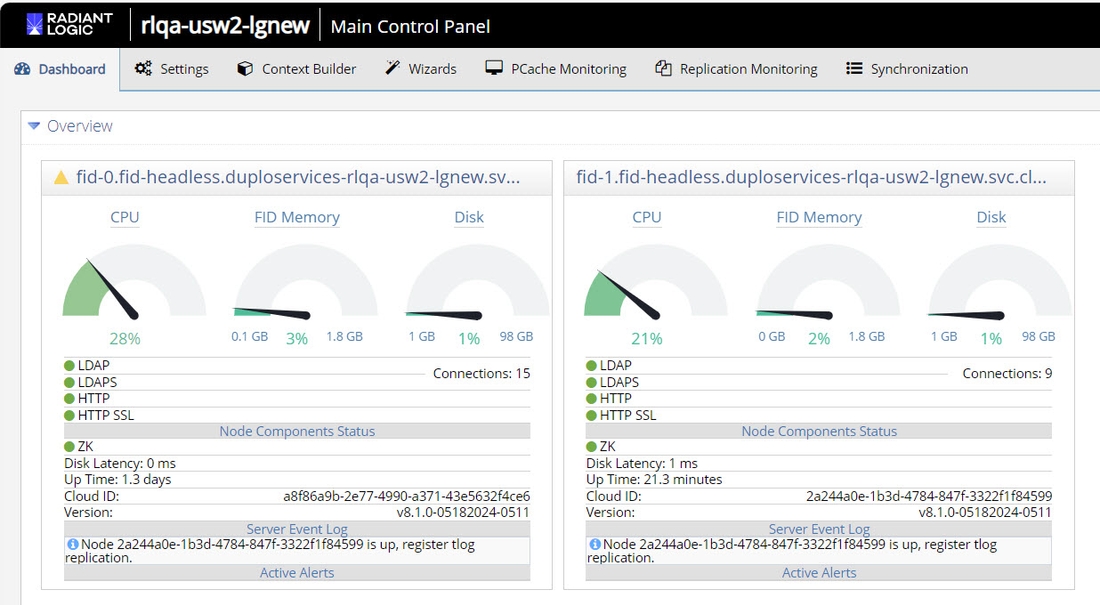 RADIANT
LOGIC
rlqa-usw2-lgnew
Main Control Panel
Dashboard
Settings
Context Builder
Wizards
PCache Monitoring
Replication Monitoring
Synchronization
Overview
fid-0.fid-headless.duploservices-rlqa-usw2-lgnew.sv...
CPU
FID Memory
Disk
28%
0.1 GB
3%
1.8 GB
1 GB
1%
98 GB
LDAP
LDAPS
HTTP
HTTP SSL
Connections: 15
Node Components Status
ZK
Disk Latency: 0 ms
Up Time: 1.3 days
Cloud ID: a8f86a9b-2e77-4990-a371-43e5632f4ce6
Version: v8.1.0-05182024-0511
Server Event Log
Node 2a244a0e-1b3d-4784-847f-3322f1f84599 is up, register tlog
replication.
Active Alerts
fid-1.fid-headless.duploservices-rlqa-usw2-lgnew.svc.cl...
CPU
FID Memory
Disk
21%
0 GB
2%
1.8 GB
1 GB
1%
98 GB
LDAP
LDAPS
HTTP
HTTP SSL
Connections: 9
Node Components Status
ZK
Disk Latency: 1 ms
Up Time: 21.3 minutes
Cloud ID: 2a244a0e-1b3d-4784-847f-3322f1f84599
Version: v8.1.0-05182024-0511
Server Event Log
Node 2a244a0e-1b3d-4784-847f-3322f1f84599 is up, register tlog
replication.
Active Alerts